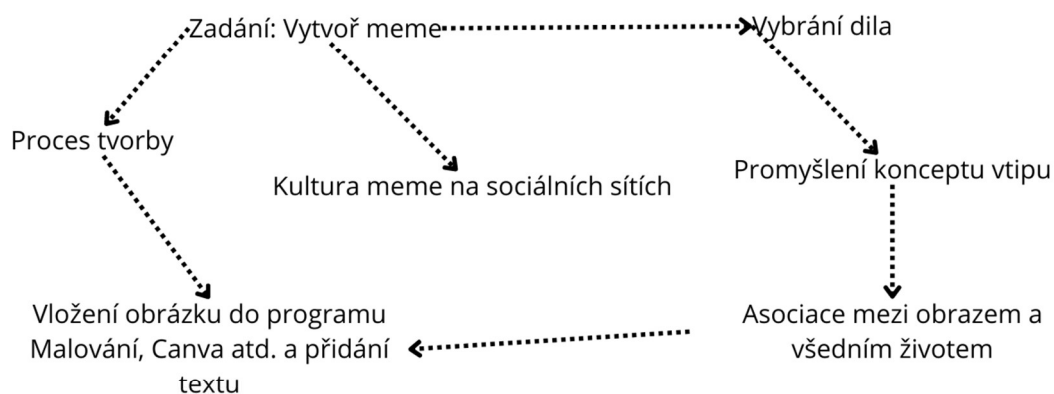 Zadání: Vytvoř meme
Vybrání dila
Proces tvorby
Kultura meme na sociálních sítích
Promyšlení konceptu vtipu
Vložení obrázku do programu
Malování, Canva atd. a přidání
textu
Asociace mezi obrazem a
všedním životem